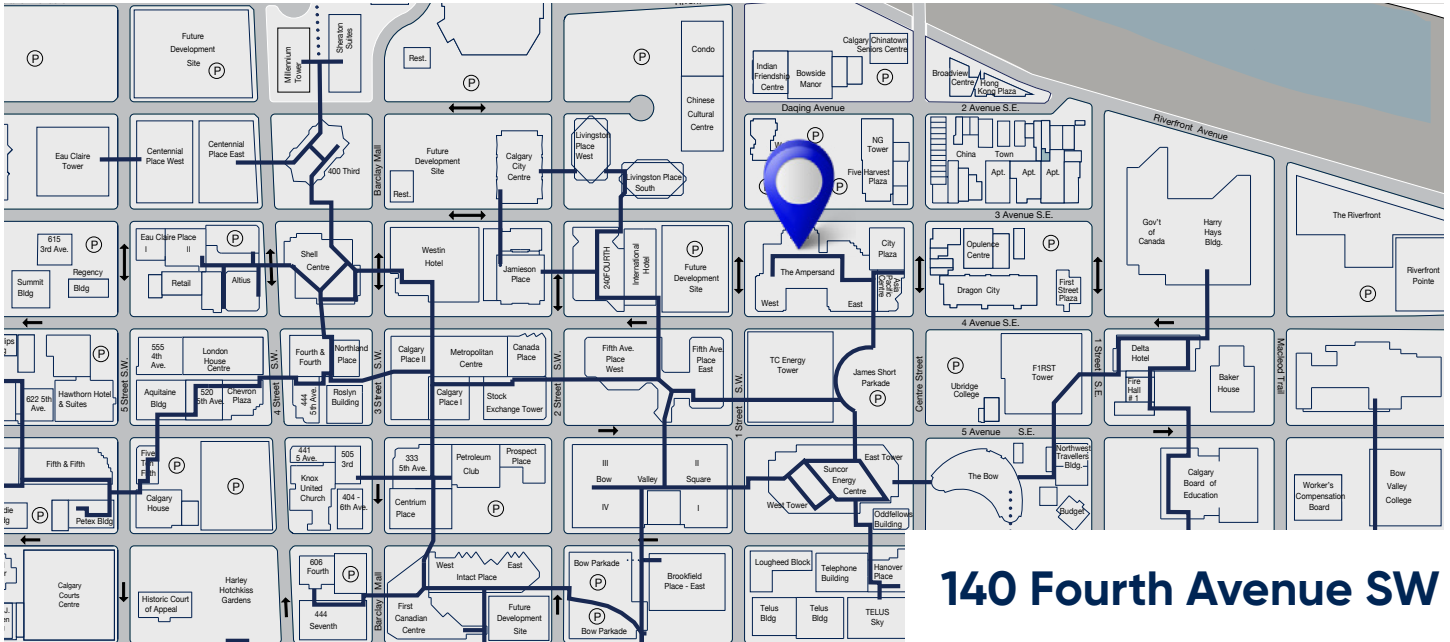 Future
Development
Site
P
P
Millennium
Tower
Sheraton
Suites
Rest.
P
P
Condo
Chinese
Cultural
Centre
Indian
Friendship
Centre
Bowside
Manor
Calgary Chinatown
Seniors Centre
P
Broadview
Centre
Hong
Kong Plaza
Daqing Avenue
2 Avenue S.E.
Riverfront Avenue
Eau Claire
Tower
Centennial
Place West
Centennial
Place East
400 Third
Barclay Mall
Future
Development
Site
Rest.
Calgary
City
Centre
Livingston
Place
West
Livingston Place
South
P
NG
Tower
Five Harvest
Plaza
P
China Town
Apt.
Apt.
Apt.
3 Avenue S.E.
Gov't
of
Canada
Harry
Hays
Bldg.
The Riverfront
Riverfront
Pointe
P
615
3rd Ave.
P
Summit
Bldg
Regency
Bldg
Eau Claire Place
I
II
P
Retail
Altius
Shell
Centre
Westin
Hotel
Jamieson
Place
240FOURTH
International
Hotel
P
Future
Development
Site
The Ampersand
West
East
City
Plaza
Asia
Pacific
Centre
Opulence
Centre
P
Dragon City
First
Street
Plaza
4 Avenue S.E.
P
622 5th
Ave.
Hawthorn Hotel
& Suites
5 Street S.W.
555
4th
Ave.
London
House
Centre
Aquitaine
Bldg
520
5th Ave.
Chevron
Plaza
4 Street S.W.
Fourth &
Fourth
Northland
Place
444
5th Ave.
Roslyn
Building
3 Street S.W.
Calgary
Place II
Metropolitan
Centre
Canada
Place
Calgary
Place I
Stock
Exchange Tower
2 Street S.W.
Fifth Ave.
Place
West
Fifth Ave.
Place
East
1 Street S.W.
TC Energy
Tower
James Short
Parkade
P
Centre Street
P
Ubridge
College
F1RST
Tower
1 Street S.E.
Delta
Hotel
Fire
Hall
# 1
Baker
House
Macleod Trail
5 Avenue S.E.
Fifth & Fifth
Petex Bldg
P
Five
Ten
Fifth
P
Calgary
House
P
441
5 Ave.
505
3rd
Knox
United
Church
404 -
6th Ave.
333
5th Ave.
Petroleum
Club
Prospect
Place
Centrium
Place
P
III
II
Bow Valley Square
IV
I
East Tower
Suncor
Energy
Centre
West Tower
Oddfellows
Building
The Bow
Northwest
Travellers
Bldg.
Budget
Calgary
Board of
Education
Worker's
Compensation
Board
Bow
Valley
College
Calgary
Courts
Centre
Historic Court
of Appeal
Harley
Hotchkiss
Gardens
606
Fourth
P
444
Seventh
Barclay Mall
West
East
Intact Place
First
Canadian
Centre
Future
Development
Site
Bow Parkade
P
P
Bow Parkade
Brookfield
Place - East
Lougheed Block
Telephone
Building
Hanover
Place
Telus
Bldg
Telus
Bldg
TELUS
Sky
140 Fourth Avenue SW